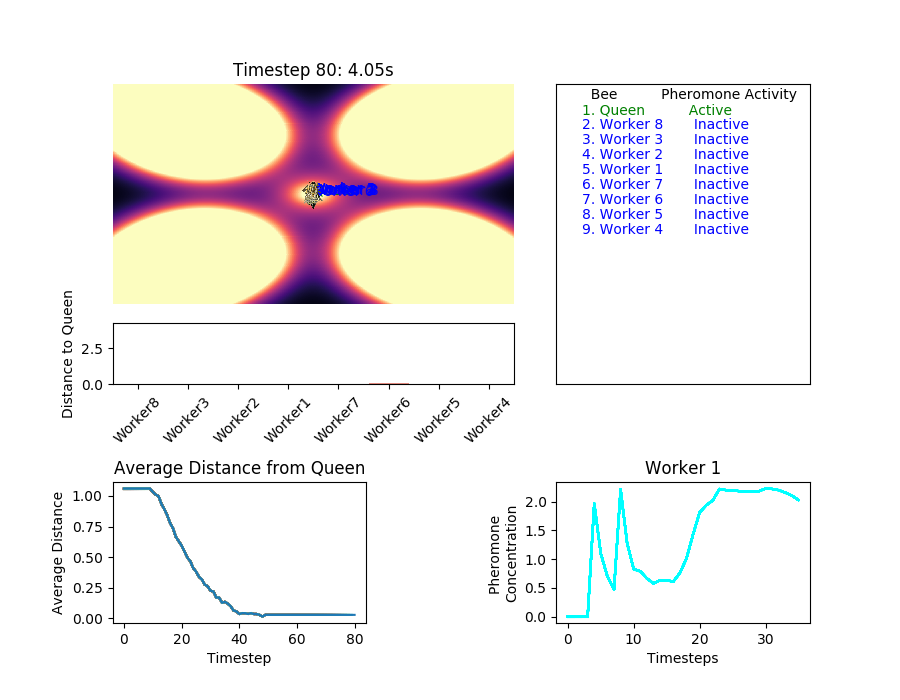 Timestep 80: 4.05s
Bee Pheromone Activity
1. Queen Active
2. Worker 8 Inactive
3. Worker 3 Inactive
4. Worker 2 Inactive
5. Worker 1 Inactive
6. Worker 7 Inactive
7. Worker 6 Inactive
8. Worker 5 Inactive
9. Worker 4 Inactive
Distance to Queen
2.5
0.0
Worker8 Worker3 Worker2 Worker1 Worker7 Worker6 Worker5 Worker4
Average Distance from Queen
Average Distance
1.00
0.75
0.50
0.25
0.00
0 20 40 60 80
Timestep
Worker 1
Pheromone
Concentration
2.0
1.5
1.0
0.5
0.0
0 10 20 30
Timesteps